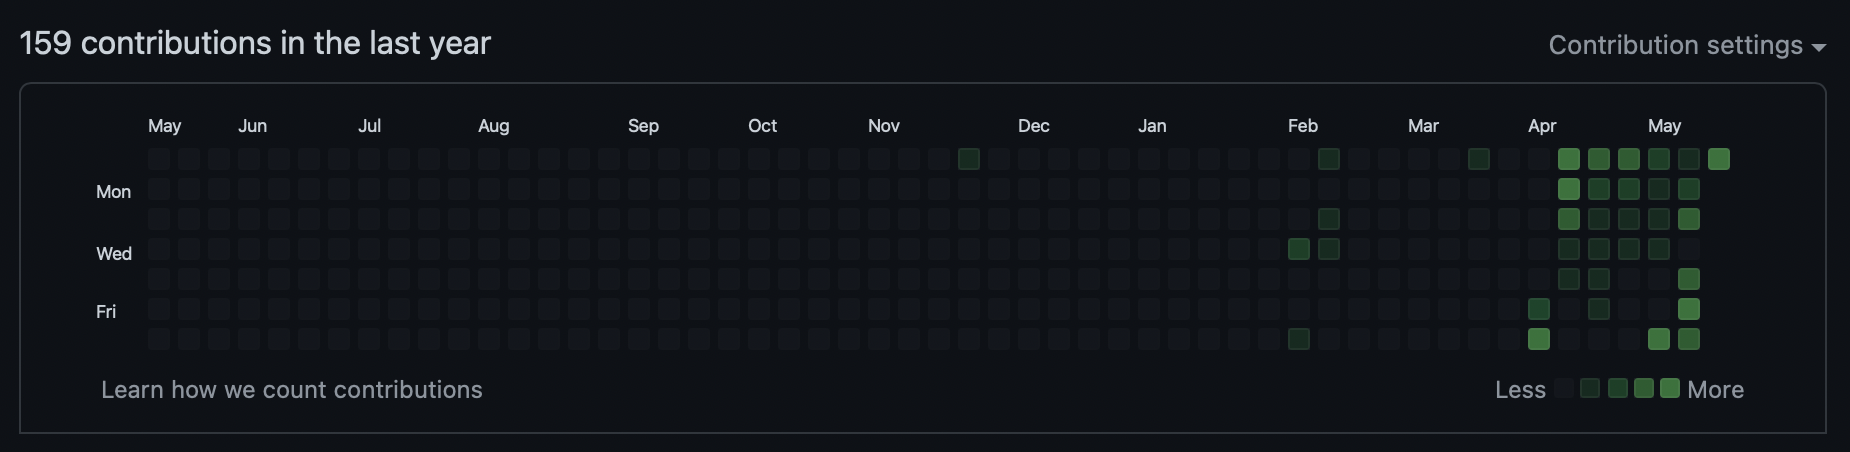 159 contributions in the last year
Contribution settings
May Jun Jul Aug Sep Oct Nov Dec Jan Feb Mar Apr May
Mon
Wed
Fri
Learn how we count contributions
Less More